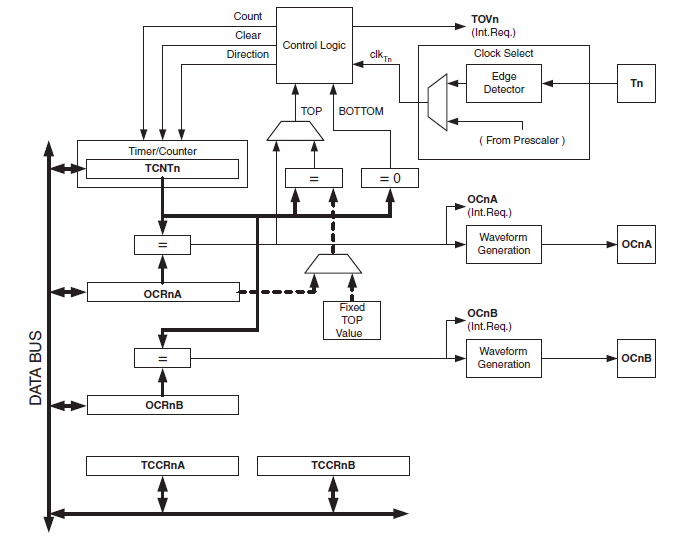 Count
Clear
Direction
Control Logic
TOVn
(Int.Req.)
clkTn
Clock Select
Edge
Detector
Tn
( From Prescaler )
TOP
BOTTOM
Timer/Counter
TCNTn
=
= 0
=
OCnA
(Int.Req.)
Waveform
Generation
OCnA
OCRnA
Fixed
TOP
Value
OCnB
(Int.Req.)
Waveform
Generation
OCnB
=
OCRnB
DATA BUS
TCCRnA
TCCRnB